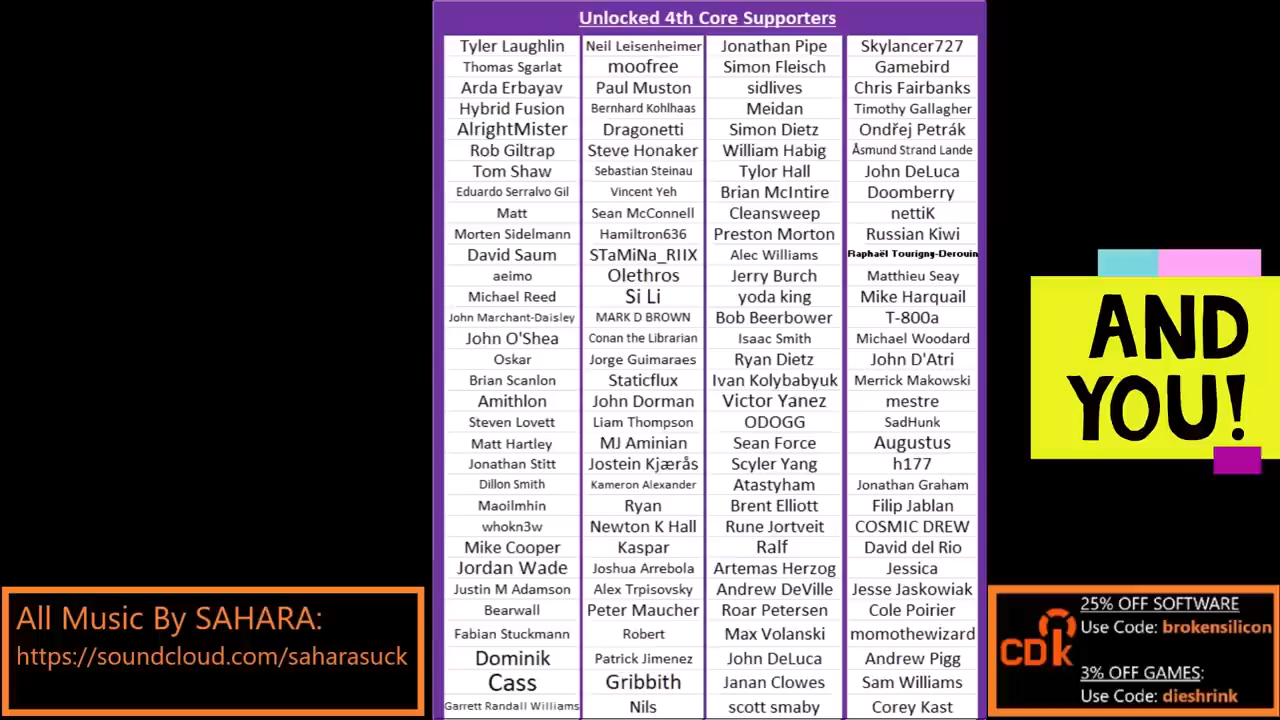 Unlocked 4th Core Supporters
Tyler Laughlin Neil Leisenheimer Jonathan Pipe Skylancer727
Thomas Sgarlat moofree Simon Fleisch Gamebird
Arda Erbayav Paul Muston sidlives Chris Fairbanks
Hybrid Fusion Bernhard Kohlhaas Meidan Timothy Gallagher
AlrightMister Dragonetti Simon Dietz Ondřej Petrák
Rob Giltrap Steve Honaker William Habig Åsmund Strand Lande
Tom Shaw Sebastian Steinau Tylor Hall John DeLuca
Eduardo Serralvo Gil Vincent Yeh Brian McIntire Doomberry
Matt Sean McConnell Cleansweep nettiK
Morten Sidelmann Hamiltron636 Preston Morton Russian Kiwi
David Saum STaMiNa_RIIX Alec Williams Raphaël Tourigny-Derouin
aeimo Olethros Jerry Burch Matthieu Seay
Michael Reed Si Li yoda king Mike Harquail
John Marchant-Daisley MARK D BROWN Bob Beerbower T-800a
John O'Shea Conan the Librarian Isaac Smith Michael Woodard
Oskar Jorge Guimaraes Ryan Dietz John D'Atri
Brian Scanlon Staticflux Ivan Kolybabyuk Merrick Makowski
Amithlon John Dorman Victor Yanez mestre
Steven Lovett Liam Thompson ODOGG SadHunk
Matt Hartley MJ Aminian Sean Force Augustus
Jonathan Stitt Jostein Kjærås Scyler Yang h177
Dillon Smith Kameron Alexander Atastyham Jonathan Graham
Maoilmhin Ryan Brent Elliott Filip Jablan
whokn3w Newton K Hall Rune Jortveit COSMIC DREW
Mike Cooper Kaspar Ralf David del Rio
Jordan Wade Joshua Arrebola Artemas Herzog Jessica
Justin M Adamson Alex Trpisovsky Andrew DeVille Jesse Jaskowiak
Bearwall Peter Maucher Roar Petersen Cole Poirier
Fabian Stuckmann Robert Max Volanski momothewizard
Dominik Patrick Jimenez John DeLuca Andrew Pigg
Cass Gribbith Janan Clowes Sam Williams
Garrett Randall Williams Nils scott smaby Corey Kast
AND
YOU!
All Music By SAHARA:
https://soundcloud.com/saharasuck
CDk
25% OFF SOFTWARE
Use Code: brokensilicon
3% OFF GAMES:
Use Code: dieshrink